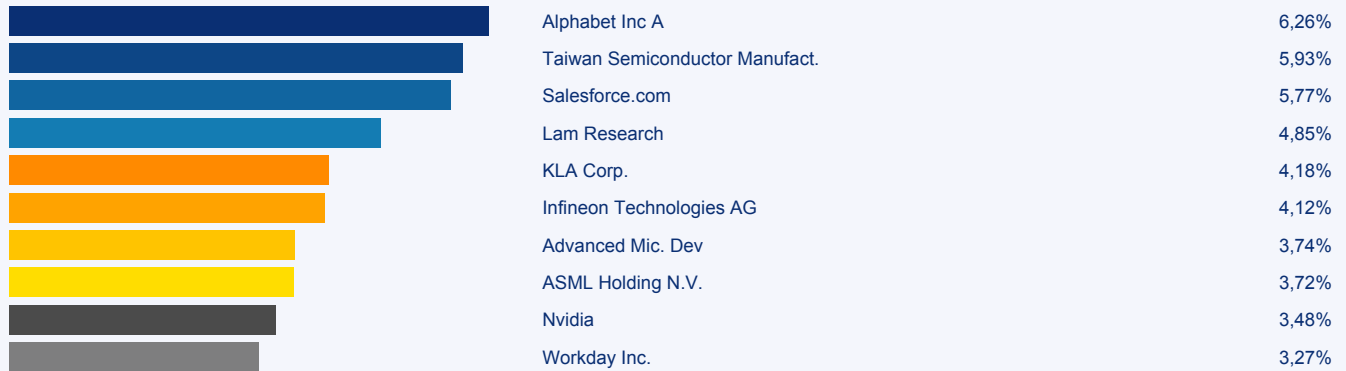 Alphabet Inc A 6,26%
Taiwan Semiconductor Manufact. 5,93%
Salesforce.com 5,77%
Lam Research 4,85%
KLA Corp. 4,18%
Infineon Technologies AG 4,12%
Advanced Mic. Dev 3,74%
ASML Holding N.V. 3,72%
Nvidia 3,48%
Workday Inc. 3,27%